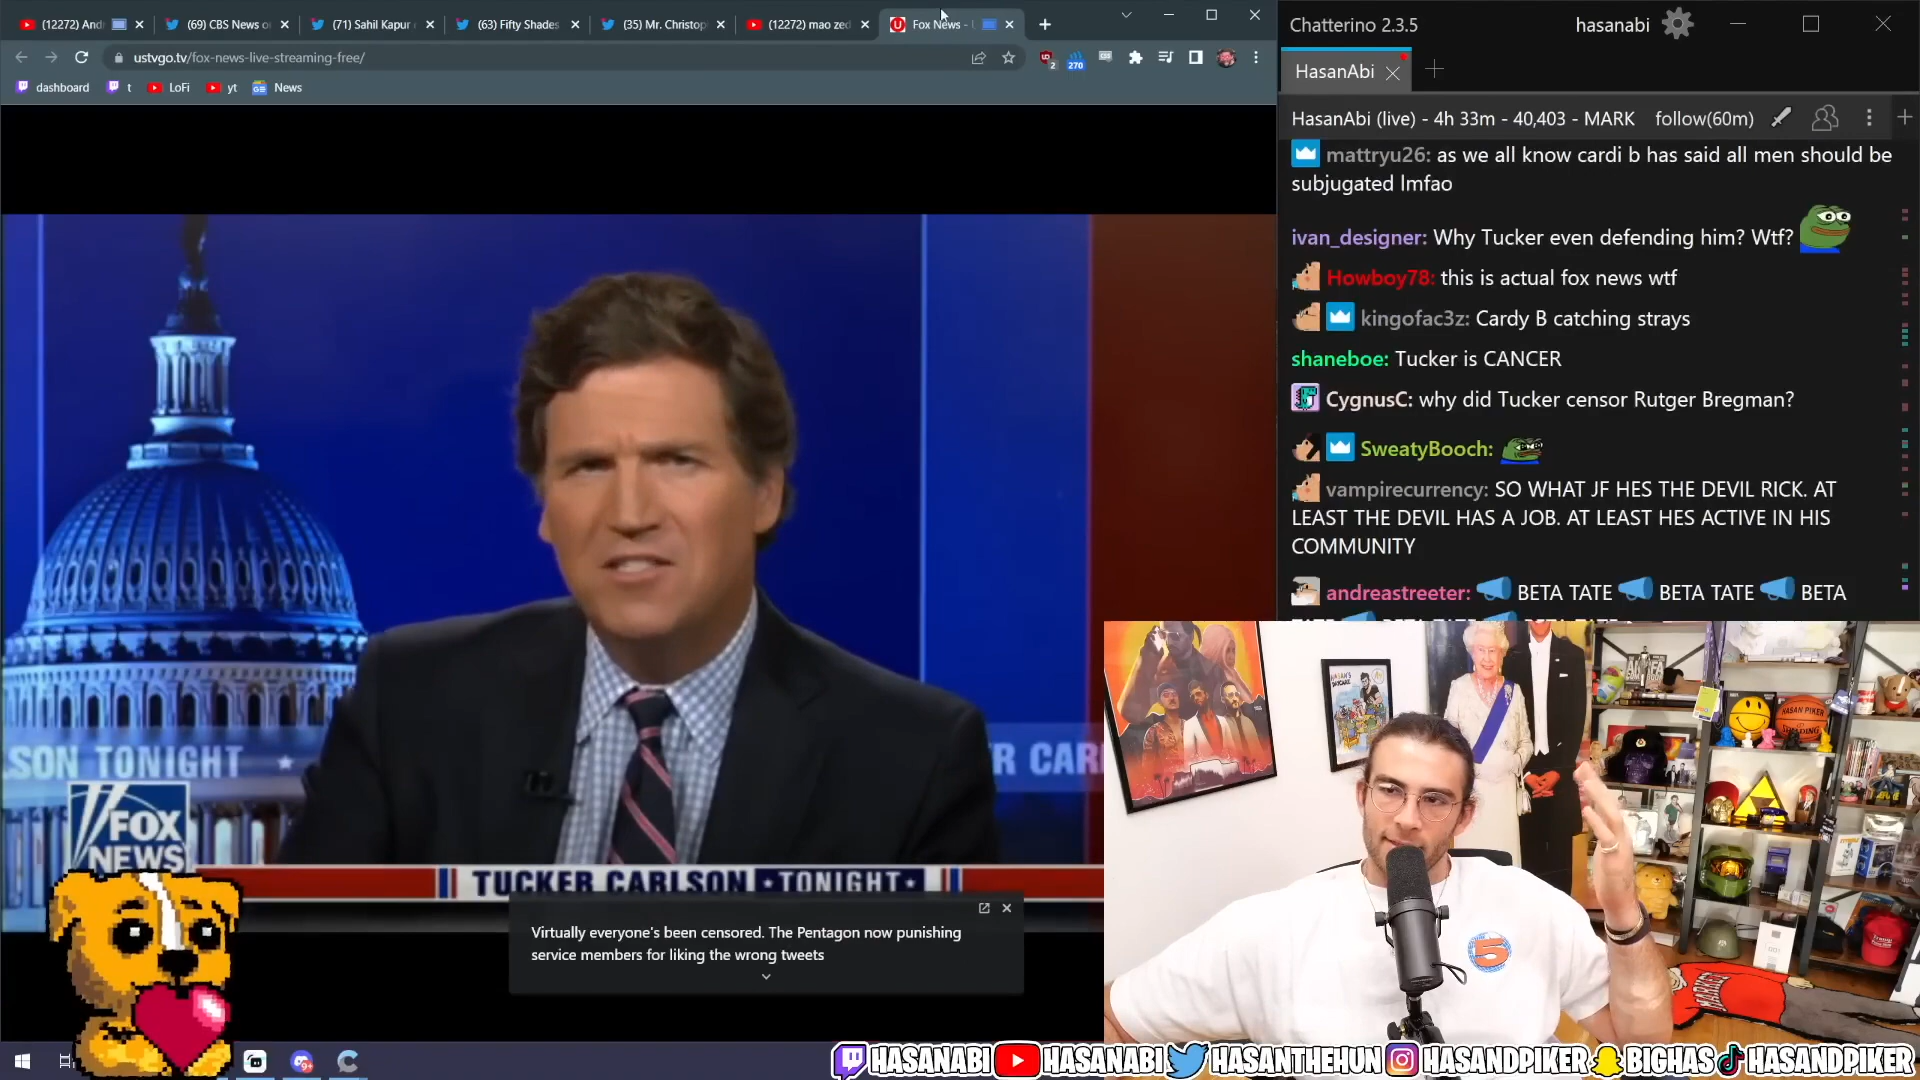 (12272) And
(69) CBS News o
(71) Sahil Kapur
(63) Fifty Shades
(35) Mr. Christop
(12272) mao zed
Fox News -
ustvgo.tv/fox-news-live-streaming-free/
2
270
dashboard
t
LoFi
yt
News
SON TONIGHT
R CARL
FOX
NEWS
TUCKER CARLSON TONIGHT
Virtually everyone's been censored. The Pentagon now punishing
service members for liking the wrong tweets
Chatterino 2.3.5
hasanabi
HasanAbi
HasanAbi (live) - 4h 33m - 40,403 - MARK
follow(60m)
mattryu26: as we all know cardi b has said all men should be
subjugated lmfao
ivan_designer: Why Tucker even defending him? Wtf?
Howboy78: this is actual fox news wtf
kingofac3z: Cardy B catching strays
shaneboe: Tucker is CANCER
CygnusC: why did Tucker censor Rutger Bregman?
SweatyBooch:
vampirecurrency: SO WHAT JF HES THE DEVIL RICK. AT
LEAST THE DEVIL HAS A JOB. AT LEAST HES ACTIVE IN HIS
COMMUNITY
andreastreeter: BETA TATE BETA TATE BETA
HASAN PIKER
5
HASANABI
HASANABI
HASANTHEHUN
HASANDPIKER
BIGHAS
HASANDPIKER